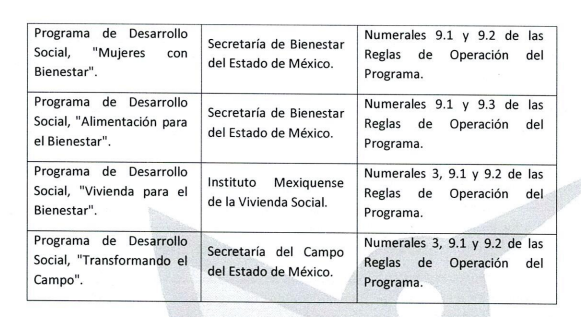 Programa de Desarrollo
Social, "Mujeres con
Bienestar".
Secretaría de Bienestar
del Estado de México.
Numerales 9.1 y 9.2 de las
Reglas de Operación del
Programa.
Programa de Desarrollo
Social, "Alimentación para
el Bienestar".
Secretaría de Bienestar
del Estado de México.
Numerales 9.1 y 9.3 de las
Reglas de Operación del
Programa.
Programa de Desarrollo
Social, "Vivienda para el
Bienestar".
Instituto Mexiquense
de la Vivienda Social.
Numerales 3, 9.1 y 9.2 de las
Reglas de Operación del
Programa.
Programa de Desarrollo
Social, "Transformando el
Campo".
Secretaría del Campo
del Estado de México.
Numerales 3, 9.1 y 9.2 de las
Reglas de Operación del
Programa.